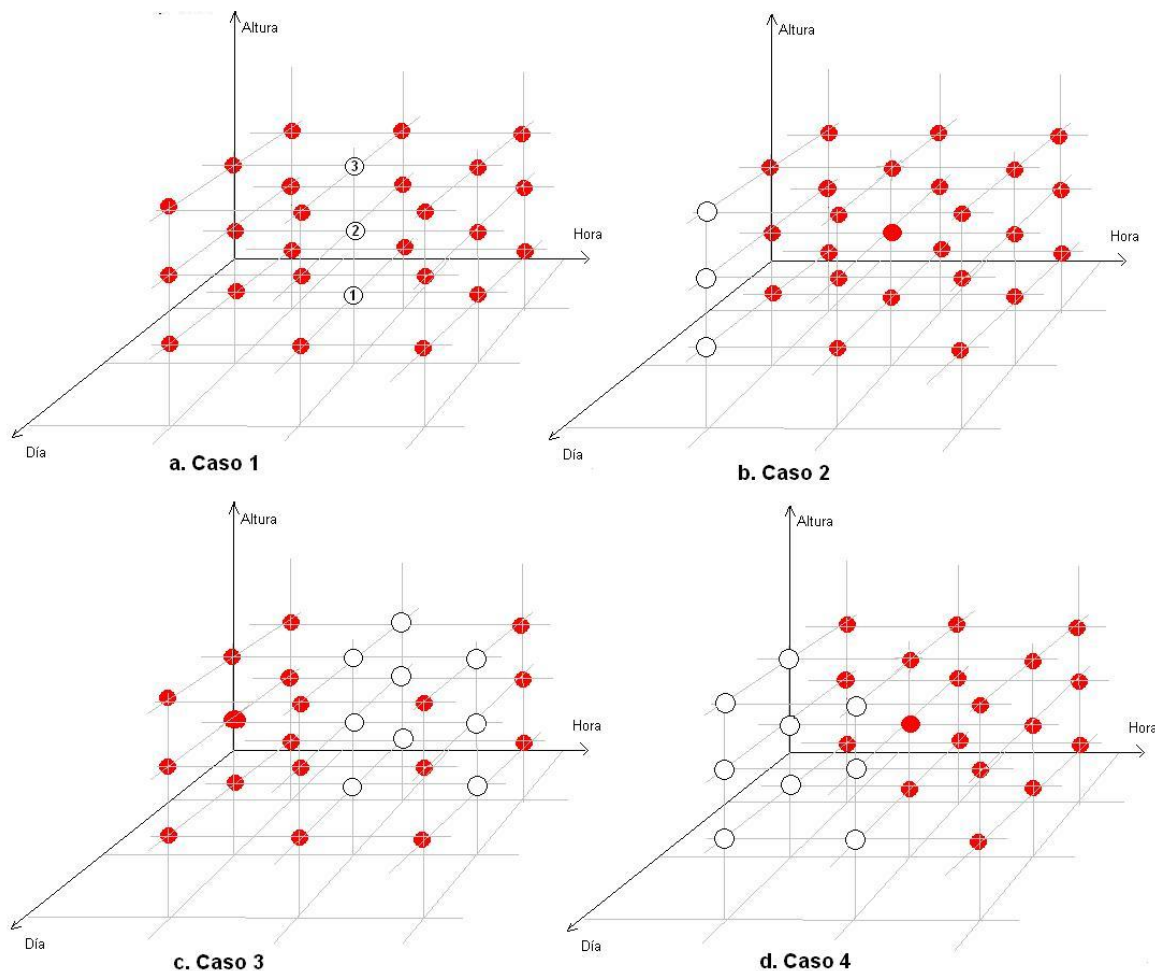 Altura
3
2
Hora
1
Día
a. Caso 1
Altura
Hora
Día
b. Caso 2
Altura
Hora
Día
c. Caso 3
Altura
Hora
Día
d. Caso 4